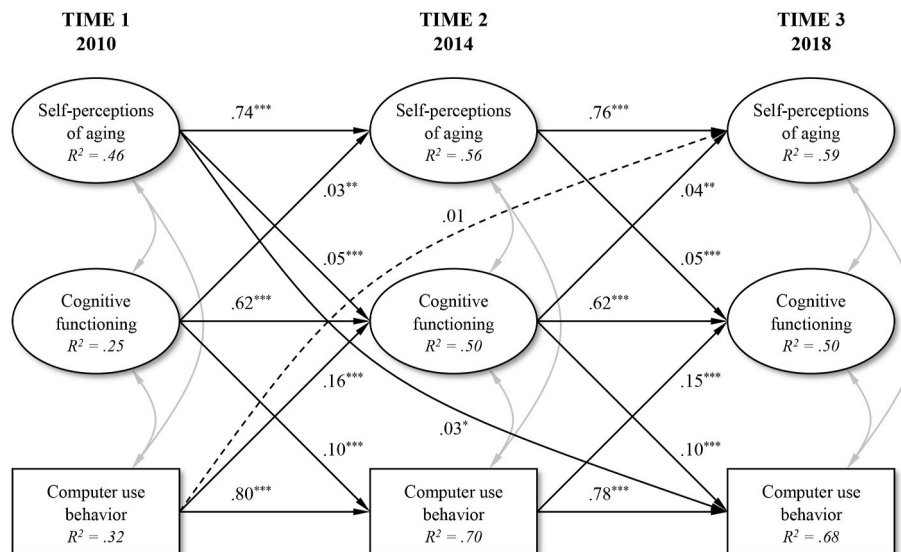 TIME 1
2010
TIME 2
2014
TIME 3
2018
Self-perceptions
of aging
R² = .46
.74***
Self-perceptions
of aging
R² = .56
.76***
Self-perceptions
of aging
R² = .59
.03**
.01
.04**
.05***
.05***
Cognitive
functioning
R² = .25
.62***
Cognitive
functioning
R² = .50
.62***
Cognitive
functioning
R² = .50
.16***
.15***
.03*
.10***
.10***
Computer use
behavior
R² = .32
.80***
Computer use
behavior
R² = .70
.78***
Computer use
behavior
R² = .68